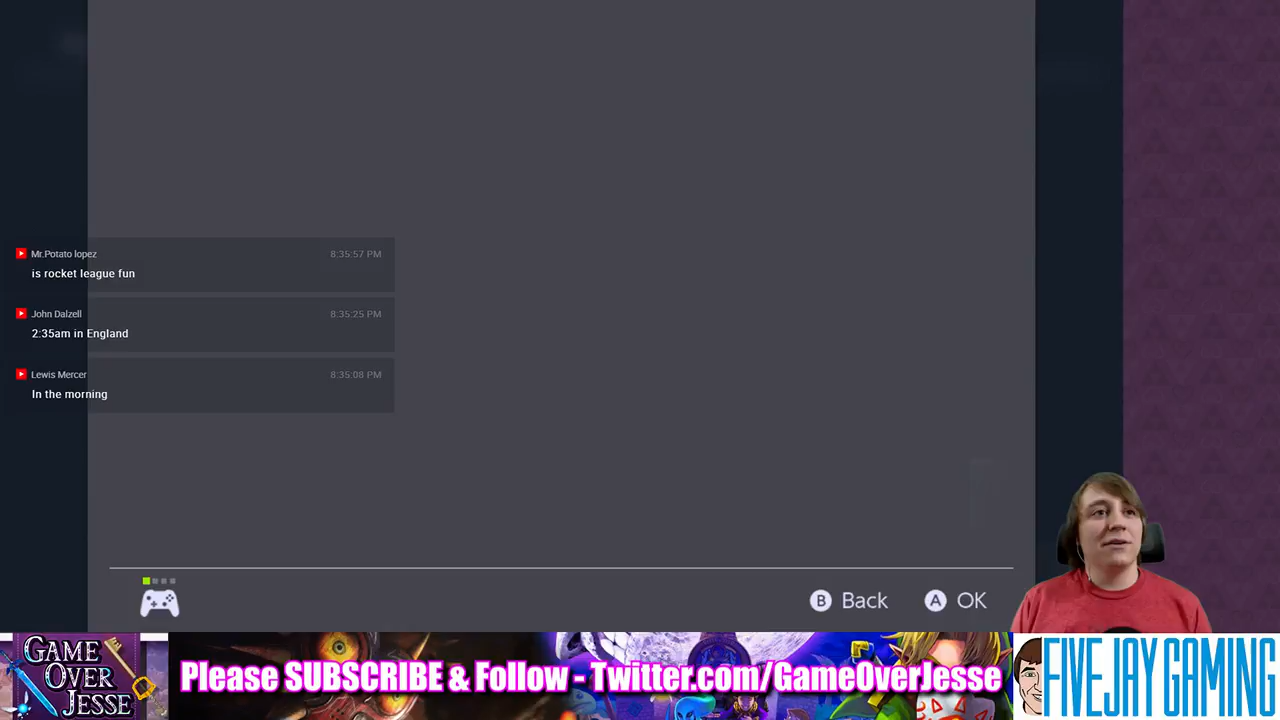 Mr.Potato lopez 8:35:57 PM
is rocket league fun
John Dalzell 8:35:25 PM
2:35am in England
Lewis Mercer 8:35:08 PM
In the morning
B Back A OK
GAME
OVER
JESSE
Please SUBSCRIBE & Follow - Twitter.com/GameOverJesse
FIVEJAYGAMING